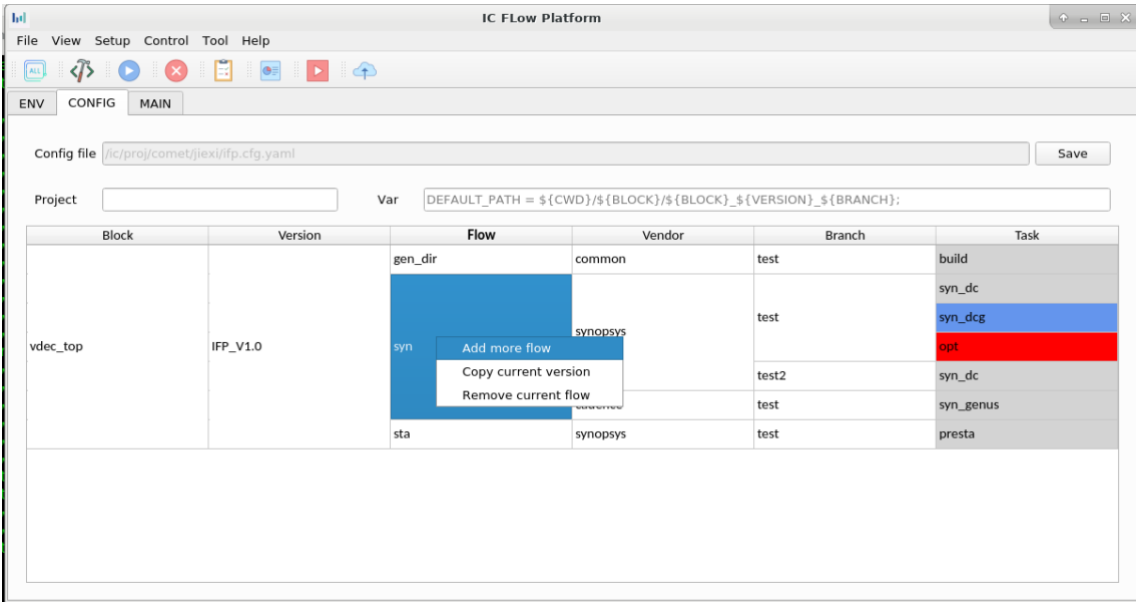 IC FLow Platform
File View Setup Control Tool Help
ALL
ENV CONFIG MAIN
Config file /ic/proj/comet/jiexi/ifp.cfg.yaml Save
Project Var DEFAULT_PATH = ${CWD}/${BLOCK}/${BLOCK}_${VERSION}_${BRANCH};
Block Version Flow Vendor Branch Task
gen_dir common test build
syn_dc
test syn_dcg
synopsys
vdec_top IFP_V1.0 syn opt
Add more flow
Copy current version
Remove current flow
test2 syn_dc
cadence test syn_genus
sta synopsys test presta